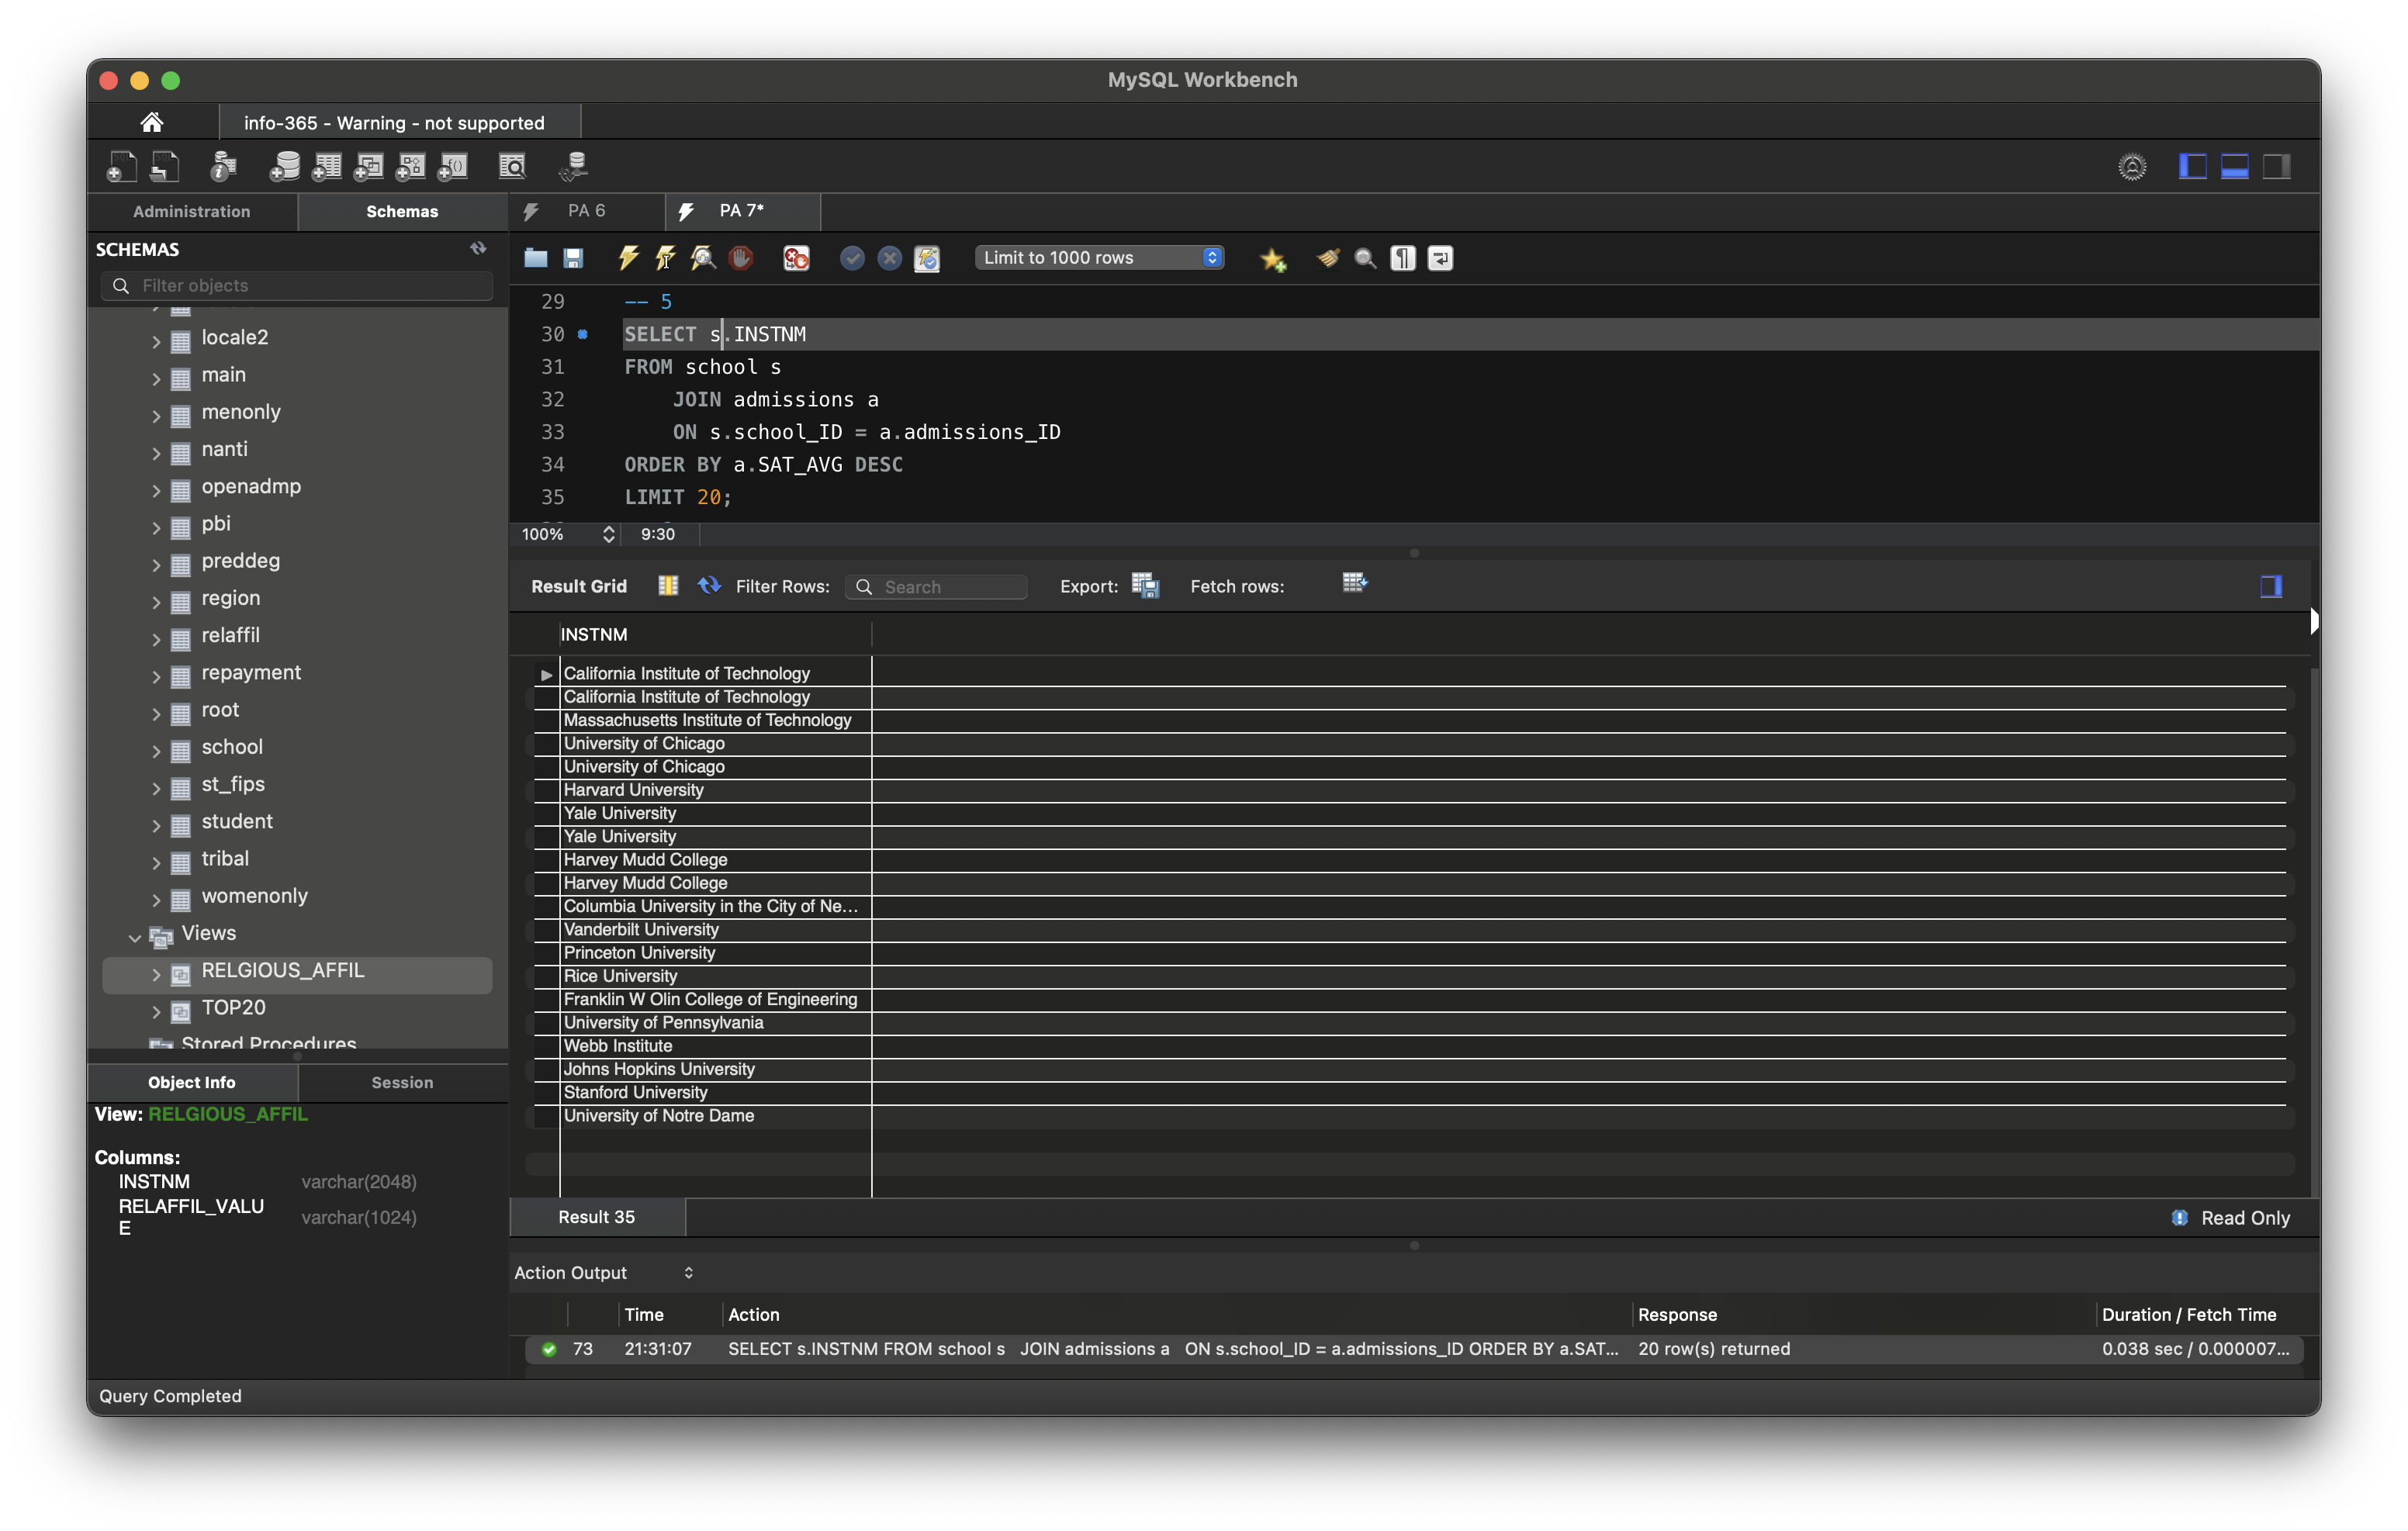 MySQL Workbench
info-365 - Warning - not supported
Administration
Schemas
PA 6
PA 7*
SCHEMAS
Filter objects
Limit to 1000 rows
locale2
main
menonly
nanti
openadmp
pbi
preddeg
region
relaffil
repayment
root
school
st_fips
student
tribal
womenonly
Views
RELGIOUS_AFFIL
TOP20
Stored Procedures
Object Info
Session
View: RELGIOUS_AFFIL
Columns:
INSTNM varchar(2048)
RELAFFIL_VALU
E varchar(1024)
29 -- 5
30 SELECT s.INSTNM
31 FROM school s
32 JOIN admissions a
33 ON s.school_ID = a.admissions_ID
34 ORDER BY a.SAT_AVG DESC
35 LIMIT 20;
100% 9:30
Result Grid Filter Rows: Search Export: Fetch rows:
INSTNM
California Institute of Technology
California Institute of Technology
Massachusetts Institute of Technology
University of Chicago
University of Chicago
Harvard University
Yale University
Yale University
Harvey Mudd College
Harvey Mudd College
Columbia University in the City of Ne...
Vanderbilt University
Princeton University
Rice University
Franklin W Olin College of Engineering
University of Pennsylvania
Webb Institute
Johns Hopkins University
Stanford University
University of Notre Dame
Result 35
Read Only
Action Output
Time Action Response Duration / Fetch Time
73 21:31:07 SELECT s.INSTNM FROM school s JOIN admissions a ON s.school_ID = a.admissions_ID ORDER BY a.SAT... 20 row(s) returned 0.038 sec / 0.000007...
Query Completed